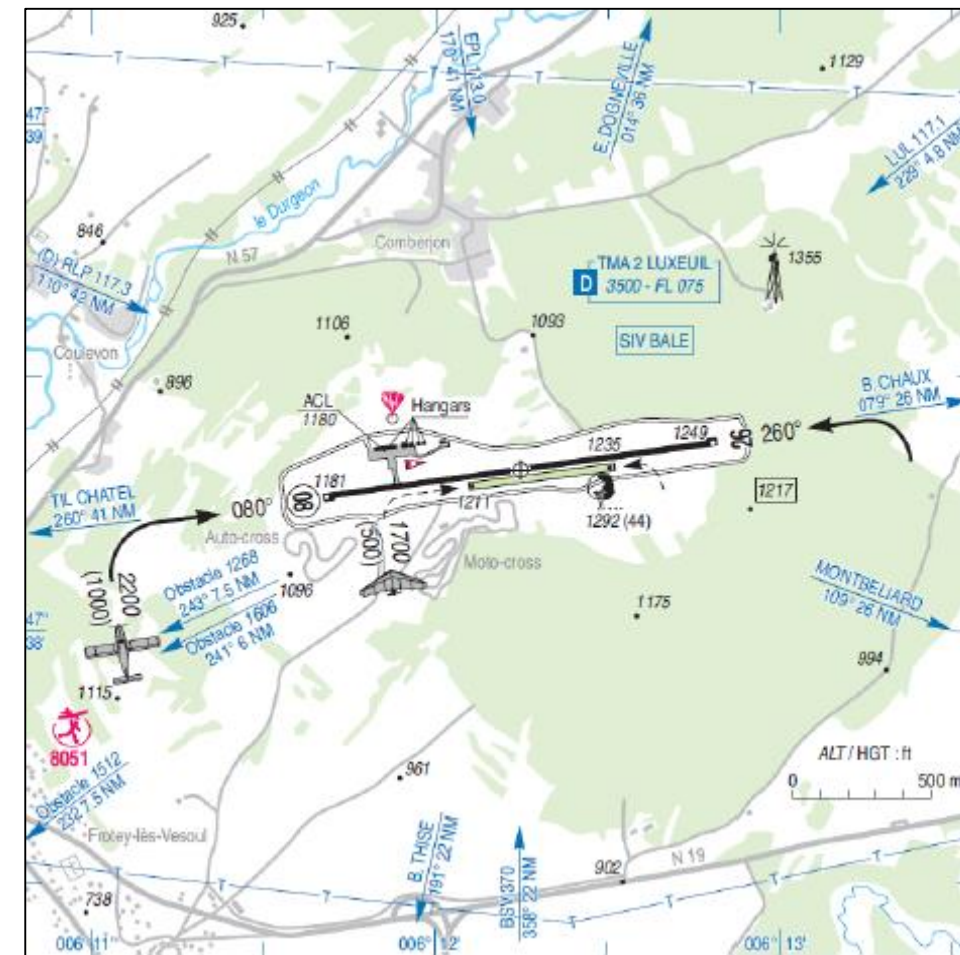 925
EPL 113.0
170° 41 NM
E. DOGNEVILLE
014° 36 NM
1129
47°
39'
LUL 117.1
229° 4.8 NM
le Durgeon
846
N 57
Comberjon
1355
(D) RLP 117.3
110° 42 NM
D
TMA 2 LUXEUIL
3500 - FL 075
1106
1093
SIV BALE
Coulevon
896
B. CHAUX
079° 26 NM
ACL
1180
Hangars
1235
1249
26
260°
1181
08
080°
1211
1217
TIL CHATEL
260° 41 NM
Auto-cross
1292 (44)
1700
(500)
Moto-cross
Obstacle 1268
243° 7.5 NM
1096
2200
(1000)
Obstacle 1606
241° 6 NM
MONTBELIARD
109° 26 NM
47°
38'
1175
994
1115
8051
961
ALT / HGT : ft
0 500 m
Obstacle 1512
232 7.5 NM
Frotey-lès-Vesoul
B. THISE
191° 22 NM
BSV 370
358° 22 NM
902
N 19
738
006° 11'
006° 12'
006° 13'
T
T
T
T
T
T
T